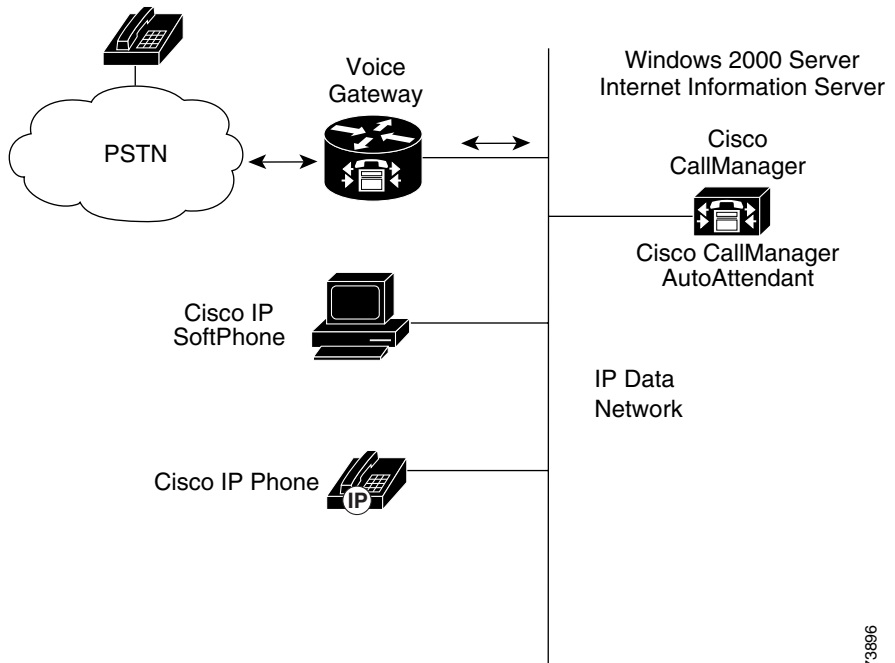 Voice
Gateway
Windows 2000 Server
Internet Information Server
PSTN
Cisco
CallManager
Cisco CallManager
AutoAttendant
Cisco IP
SoftPhone
IP Data
Network
Cisco IP Phone
IP